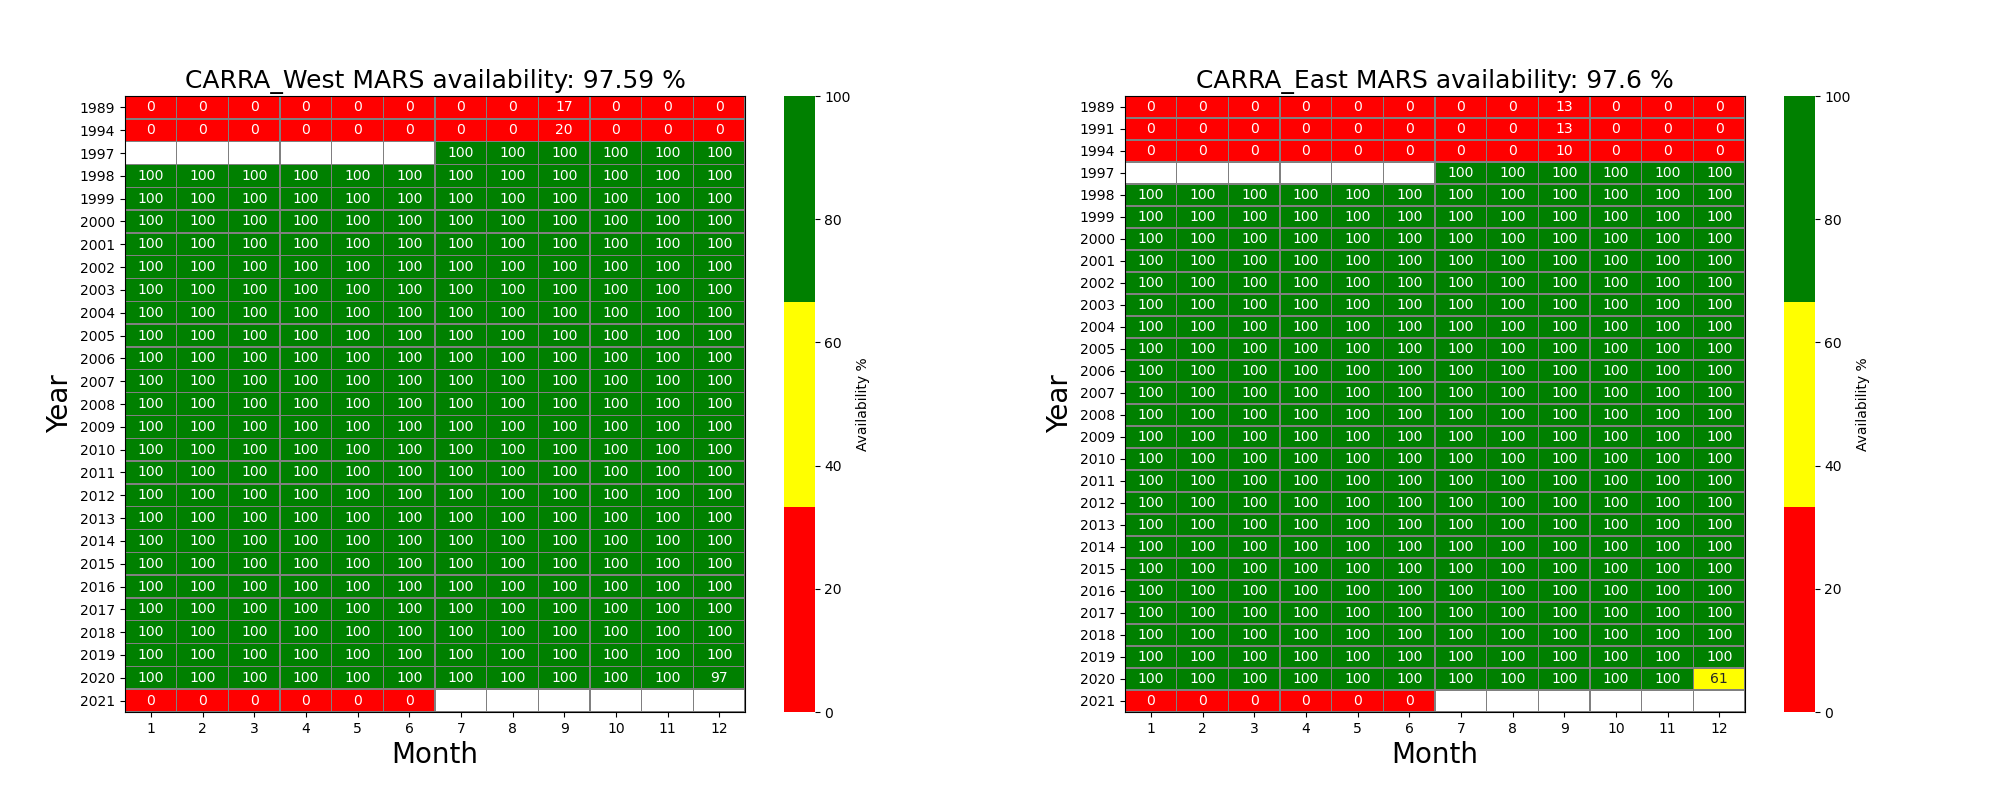 CARRA_West MARS availability: 97.59 %
1989 0 0 0 0 0 0 0 0 17 0 0 0
1994 0 0 0 0 0 0 0 0 20 0 0 0
1997 100 100 100 100 100 100
1998 100 100 100 100 100 100 100 100 100 100 100 100
1999 100 100 100 100 100 100 100 100 100 100 100 100
2000 100 100 100 100 100 100 100 100 100 100 100 100
2001 100 100 100 100 100 100 100 100 100 100 100 100
2002 100 100 100 100 100 100 100 100 100 100 100 100
2003 100 100 100 100 100 100 100 100 100 100 100 100
2004 100 100 100 100 100 100 100 100 100 100 100 100
2005 100 100 100 100 100 100 100 100 100 100 100 100
2006 100 100 100 100 100 100 100 100 100 100 100 100
2007 100 100 100 100 100 100 100 100 100 100 100 100
2008 100 100 100 100 100 100 100 100 100 100 100 100
2009 100 100 100 100 100 100 100 100 100 100 100 100
2010 100 100 100 100 100 100 100 100 100 100 100 100
2011 100 100 100 100 100 100 100 100 100 100 100 100
2012 100 100 100 100 100 100 100 100 100 100 100 100
2013 100 100 100 100 100 100 100 100 100 100 100 100
2014 100 100 100 100 100 100 100 100 100 100 100 100
2015 100 100 100 100 100 100 100 100 100 100 100 100
2016 100 100 100 100 100 100 100 100 100 100 100 100
2017 100 100 100 100 100 100 100 100 100 100 100 100
2018 100 100 100 100 100 100 100 100 100 100 100 100
2019 100 100 100 100 100 100 100 100 100 100 100 100
2020 100 100 100 100 100 100 100 100 100 100 100 97
2021 0 0 0 0 0 0
1 2 3 4 5 6 7 8 9 10 11 12
Month
Year
100
80
60
40
20
0
Availability %
CARRA_East MARS availability: 97.6 %
1989 0 0 0 0 0 0 0 0 13 0 0 0
1991 0 0 0 0 0 0 0 0 13 0 0 0
1994 0 0 0 0 0 0 0 0 10 0 0 0
1997 100 100 100 100 100 100
1998 100 100 100 100 100 100 100 100 100 100 100 100
1999 100 100 100 100 100 100 100 100 100 100 100 100
2000 100 100 100 100 100 100 100 100 100 100 100 100
2001 100 100 100 100 100 100 100 100 100 100 100 100
2002 100 100 100 100 100 100 100 100 100 100 100 100
2003 100 100 100 100 100 100 100 100 100 100 100 100
2004 100 100 100 100 100 100 100 100 100 100 100 100
2005 100 100 100 100 100 100 100 100 100 100 100 100
2006 100 100 100 100 100 100 100 100 100 100 100 100
2007 100 100 100 100 100 100 100 100 100 100 100 100
2008 100 100 100 100 100 100 100 100 100 100 100 100
2009 100 100 100 100 100 100 100 100 100 100 100 100
2010 100 100 100 100 100 100 100 100 100 100 100 100
2011 100 100 100 100 100 100 100 100 100 100 100 100
2012 100 100 100 100 100 100 100 100 100 100 100 100
2013 100 100 100 100 100 100 100 100 100 100 100 100
2014 100 100 100 100 100 100 100 100 100 100 100 100
2015 100 100 100 100 100 100 100 100 100 100 100 100
2016 100 100 100 100 100 100 100 100 100 100 100 100
2017 100 100 100 100 100 100 100 100 100 100 100 100
2018 100 100 100 100 100 100 100 100 100 100 100 100
2019 100 100 100 100 100 100 100 100 100 100 100 100
2020 100 100 100 100 100 100 100 100 100 100 100 61
2021 0 0 0 0 0 0
1 2 3 4 5 6 7 8 9 10 11 12
Month
Year
100
80
60
40
20
0
Availability %